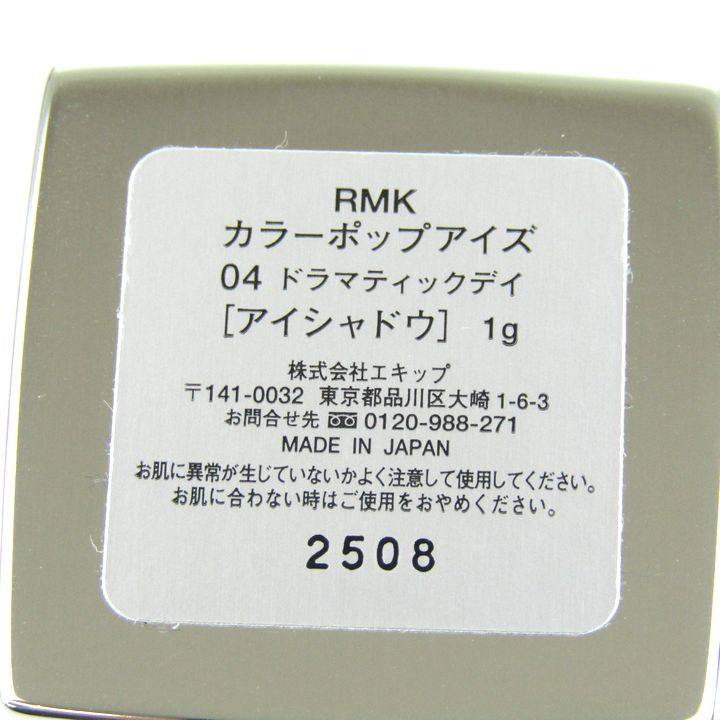 RMK
カラーポップアイズ
04 ドラマティックデイ
[アイシャドウ] 1g
株式会社エキップ
〒141-0032 東京都品川区大崎1-6-3
お問合せ先 0120-988-271
MADE IN JAPAN
お肌に異常が生じていないかよく注意して使用してください。
お肌に合わない時はご使用をおやめください。
2508